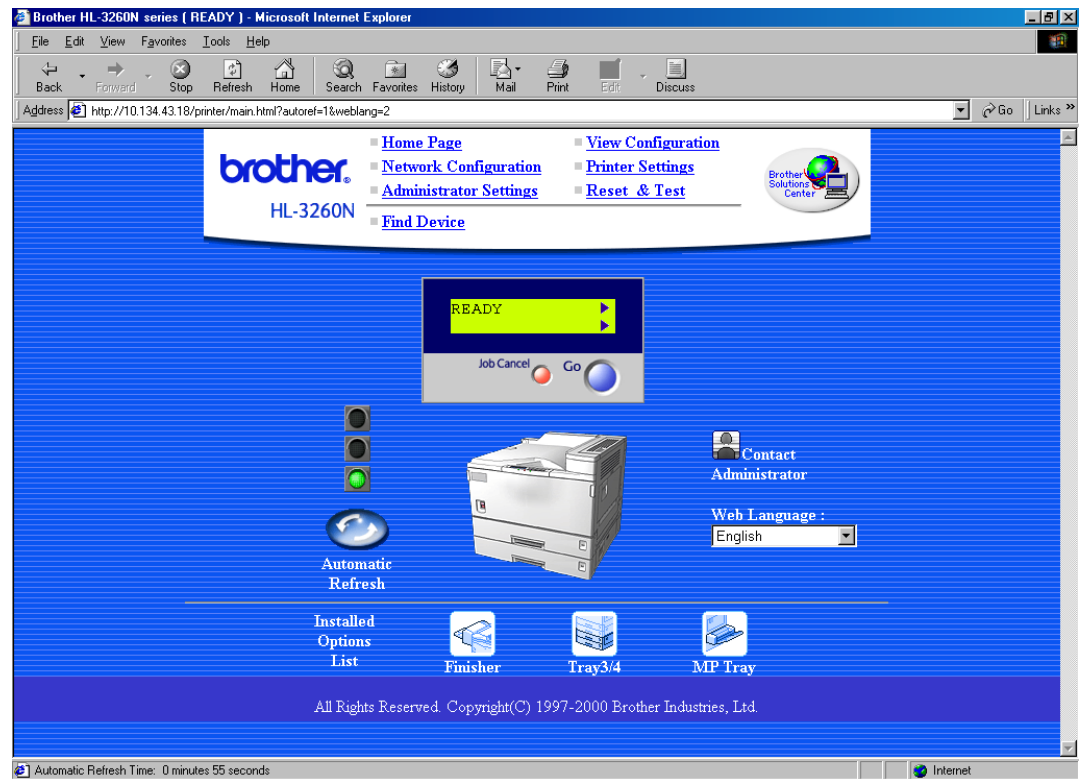 Brother HL-3260N series ( READY ) - Microsoft Internet Explorer
File Edit View Favorites Tools Help
Back Forward Stop Refresh Home Search Favorites History Mail Print Edit Discuss
Address http://10.134.43.18/printer/main.html?autoref=1&weblang=2 Go Links »
brother®
HL-3260N
Home Page View Configuration
Network Configuration Printer Settings
Administrator Settings Reset & Test
Find Device
Brother
Solutions
Center
READY
Job Cancel Go
Contact
Administrator
Web Language :
English
Automatic
Refresh
Installed
Options
List
Finisher Tray3/4 MP Tray
All Rights Reserved. Copyright(C) 1997-2000 Brother Industries, Ltd.
Automatic Refresh Time: 0 minutes 55 seconds Internet